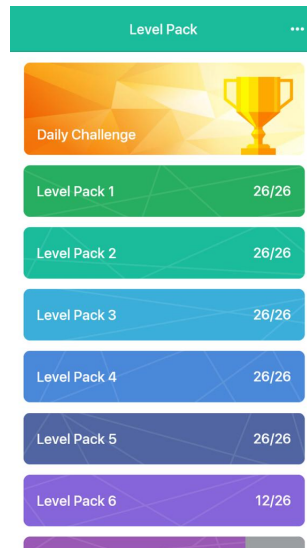 Level Pack
Daily Challenge
Level Pack 1 26/26
Level Pack 2 26/26
Level Pack 3 26/26
Level Pack 4 26/26
Level Pack 5 26/26
Level Pack 6 12/26